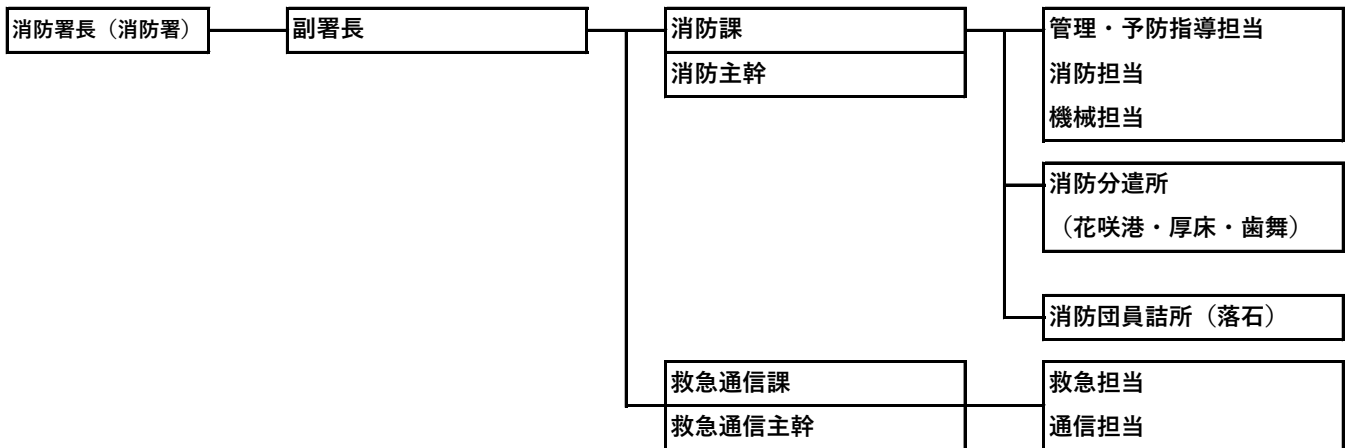 消防署長（消防署）
副署長
消防課
消防主幹
管理・予防指導担当
消防担当
機械担当
消防分遣所
（花咲港・厚床・歯舞）
消防団員詰所（落石）
救急通信課
救急通信主幹
救急担当
通信担当